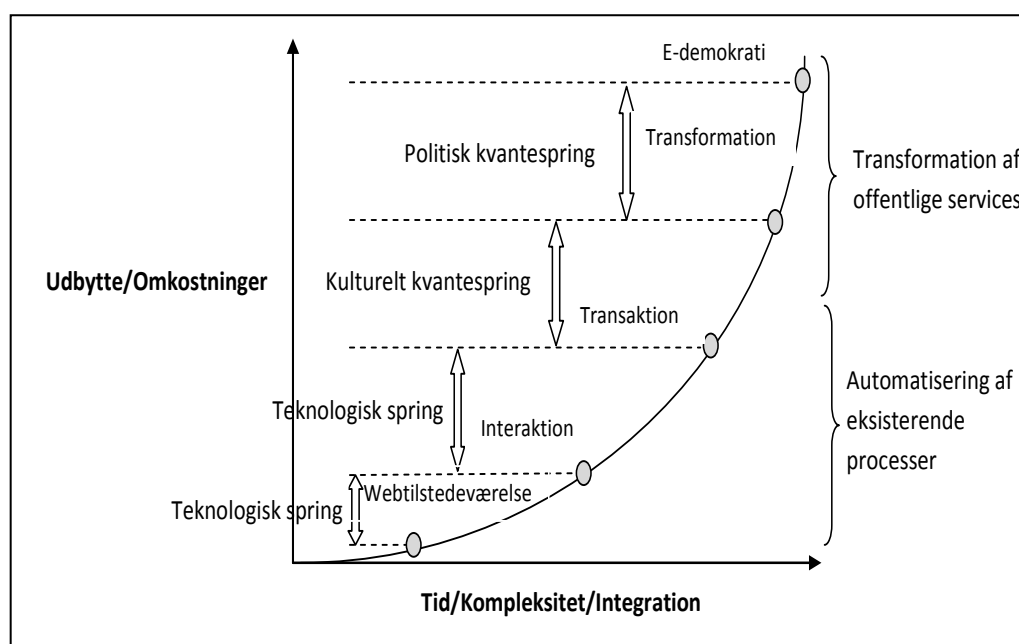 E-demokrati
Transformation
Politisk kvantespring
Transformation af
offentlige services
Udbytte/Omkostninger
Kulturelt kvantespring
Transaktion
Automatisering af
eksisterende
processer
Teknologisk spring
Interaktion
Webtilstedeværelse
Teknologisk spring
Tid/Kompleksitet/Integration